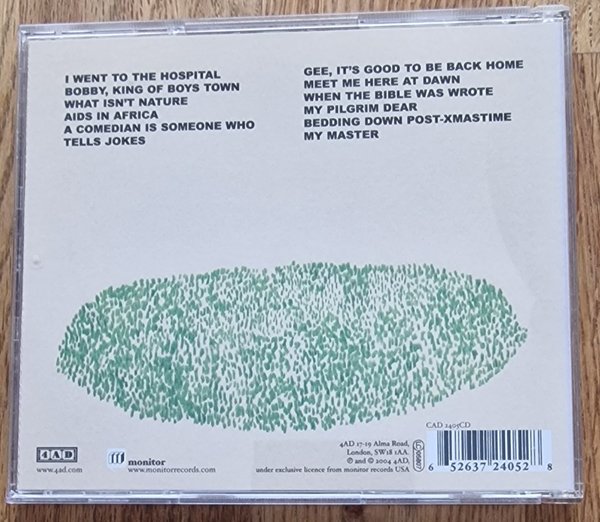 I WENT TO THE HOSPITAL
BOBBY, KING OF BOYS TOWN
WHAT ISN'T NATURE
AIDS IN AFRICA
A COMEDIAN IS SOMEONE WHO
TELLS JOKES
GEE, IT'S GOOD TO BE BACK HOME
MEET ME HERE AT DAWN
WHEN THE BIBLE WAS WROTE
MY PILGRIM DEAR
BEDDING DOWN POST-XMASTIME
MY MASTER
4AD
www.4ad.com
monitor
www.monitorrecords.com
4AD 17-19 Alma Road,
London, SW18 1AA.
℗ and © 2004 4AD,
under exclusive licence from monitor records USA
CAD 2405CD
6 52637 24052 8